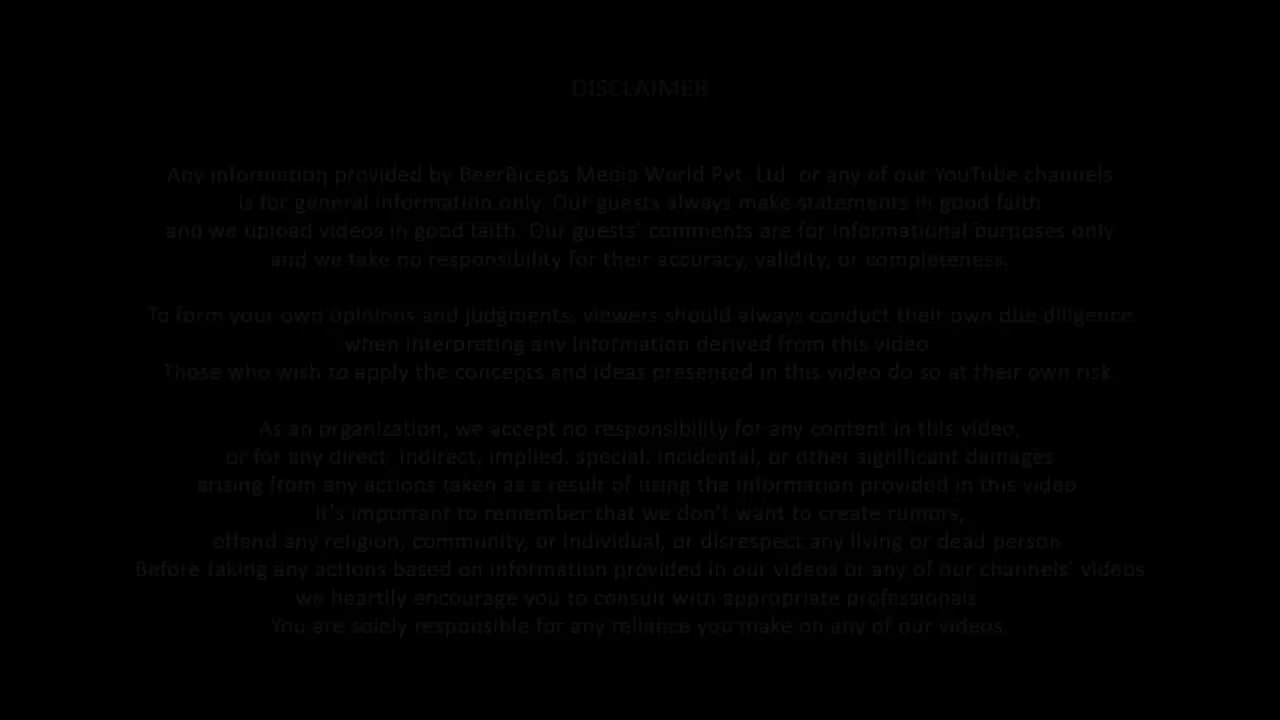 DISCLAIMER
Any information provided by BeerBiceps Media World Pvt. Ltd. or any of our YouTube channels
is for general information only. Our guests always make statements in good faith
and we upload videos in good faith. Our guests' comments are for informational purposes only
and we take no responsibility for their accuracy, validity, or completeness.
To form your own opinions and judgments, viewers should always conduct their own due diligence
when interpreting any information derived from this video
Those who wish to apply the concepts and ideas presented in this video do so at their own risk
As an organization, we accept no responsibility for any content in this video,
or for any direct, indirect, implied, special, incidental, or other significant damages
arising from any actions taken as a result of using the information provided in this video
It's important to remember that we don't want to create rumors,
offend any religion, community, or individual, or disrespect any living or dead person
Before taking any actions based on information provided in our videos or any of our channels' videos
we heartily encourage you to consult with appropriate professionals
You are solely responsible for any reliance you make on any of our videos.